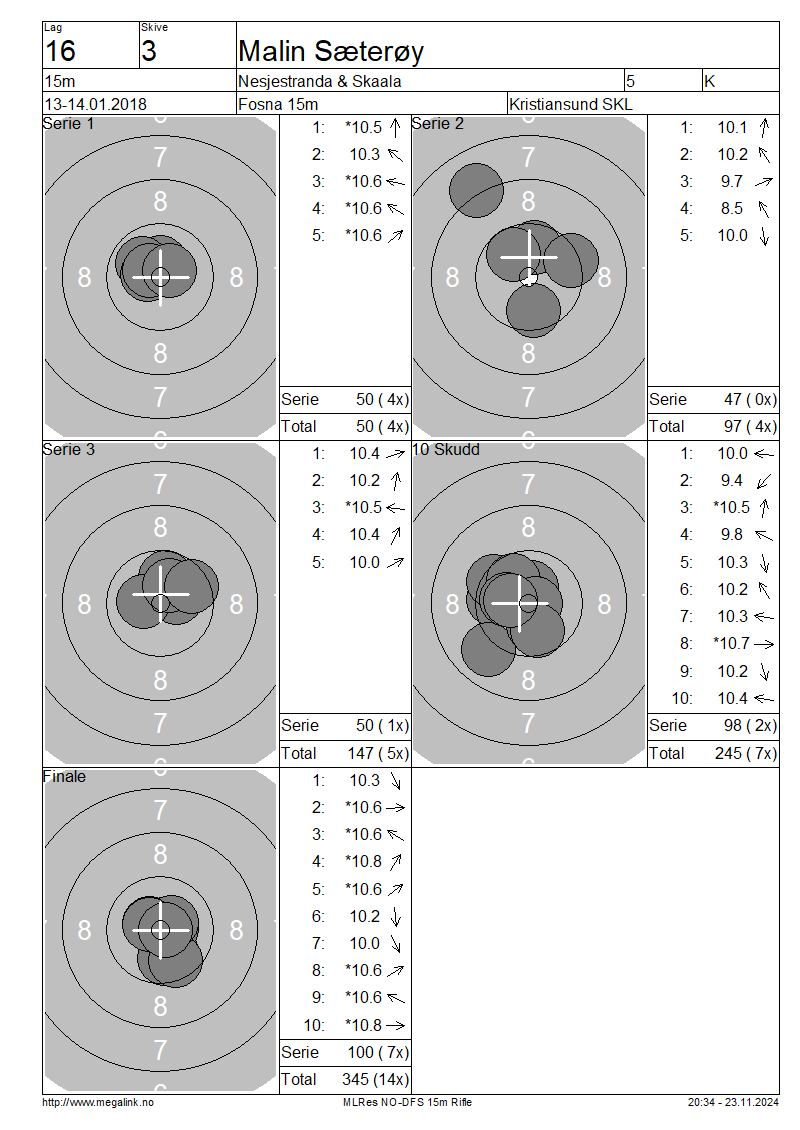 Lag
Skive
16
3
Malin Sæterøy
15m
Nesjestranda & Skaala
5
K
13-14.01.2018
Fosna 15m
Kristiansund SKL
Serie 1
7
8
8
8
8
7
6
1: *10.5
2: 10.3
3: *10.6
4: *10.6
5: *10.6
Serie 50 ( 4x)
Total 50 ( 4x)
Serie 2
7
8
8
8
8
7
6
1: 10.1
2: 10.2
3: 9.7
4: 8.5
5: 10.0
Serie 47 ( 0x)
Total 97 ( 4x)
Serie 3
7
8
8
8
8
7
6
1: 10.4
2: 10.2
3: *10.5
4: 10.4
5: 10.0
Serie 50 ( 1x)
Total 147 ( 5x)
10 Skudd
7
8
8
8
8
7
6
1: 10.0
2: 9.4
3: *10.5
4: 9.8
5: 10.3
6: 10.2
7: 10.3
8: *10.7
9: 10.2
10: 10.4
Serie 98 ( 2x)
Total 245 ( 7x)
Finale
7
8
8
8
8
7
6
1: 10.3
2: *10.6
3: *10.6
4: *10.8
5: *10.6
6: 10.2
7: 10.0
8: *10.6
9: *10.6
10: *10.8
Serie 100 ( 7x)
Total 345 (14x)
http://www.megalink.no
MLRes NO-DFS 15m Rifle
20:34 - 23.11.2024